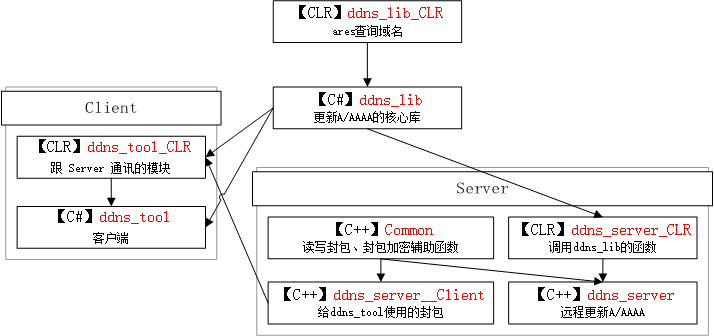 【CLR】ddns_lib_CLR
ares查询域名
【C#】ddns_lib
更新A/AAAA的核心库
Client
【CLR】ddns_tool_CLR
跟 Server 通讯的模块
【C#】ddns_tool
客户端
Server
【C++】Common
读写封包、封包加密辅助函数
【CLR】ddns_server_CLR
调用ddns_lib的函数
【C++】ddns_server__Client
给ddns_tool使用的封包
【C++】ddns_server
远程更新A/AAAA